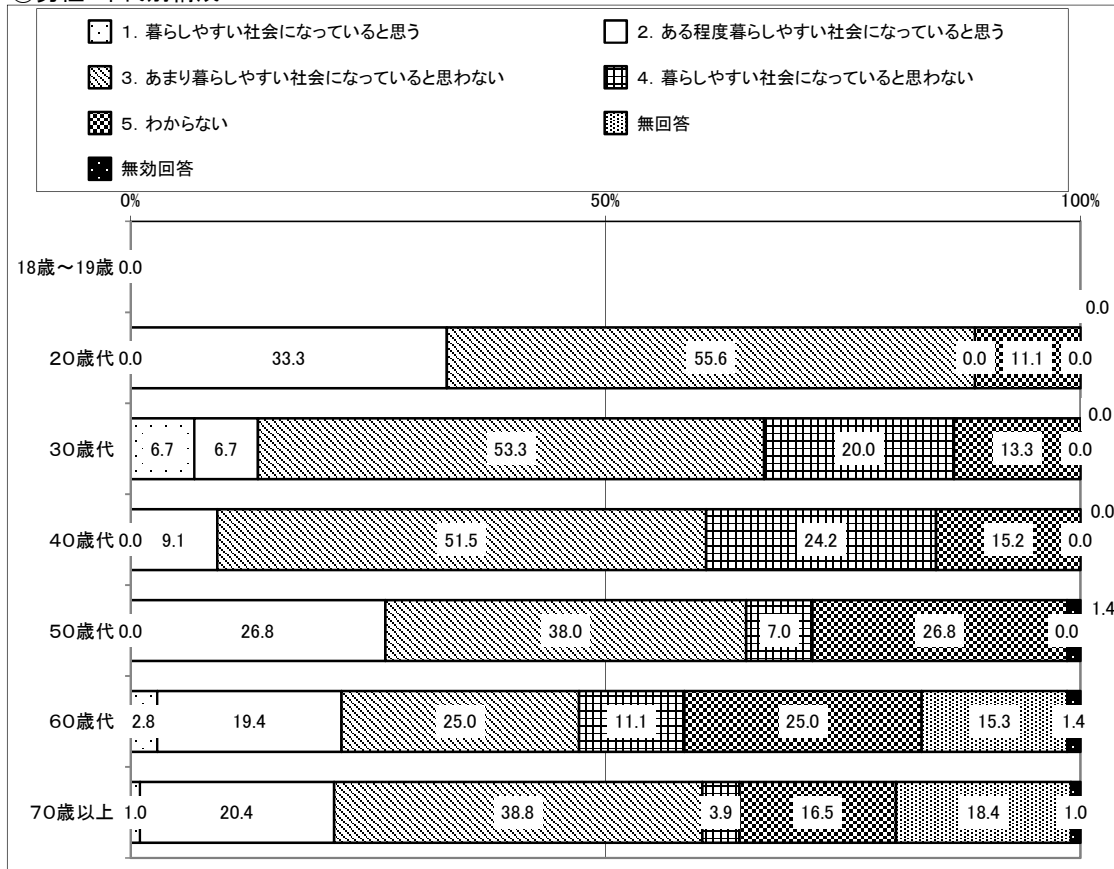 1．暮らしやすい社会になっていると思う
2．ある程度暮らしやすい社会になっていると思う
3．あまり暮らしやすい社会になっていると思わない
4．暮らしやすい社会になっていると思わない
5．わからない
無回答
無効回答
0% 50% 100%
18歳～19歳 0.0
0.0
20歳代 0.0 33.3 55.6 0.0 11.1 0.0
0.0
30歳代 6.7 6.7 53.3 20.0 13.3 0.0
0.0
40歳代 0.0 9.1 51.5 24.2 15.2 0.0
1.4
50歳代 0.0 26.8 38.0 7.0 26.8 0.0
60歳代 2.8 19.4 25.0 11.1 25.0 15.3 1.4
70歳以上 1.0 20.4 38.8 3.9 16.5 18.4 1.0